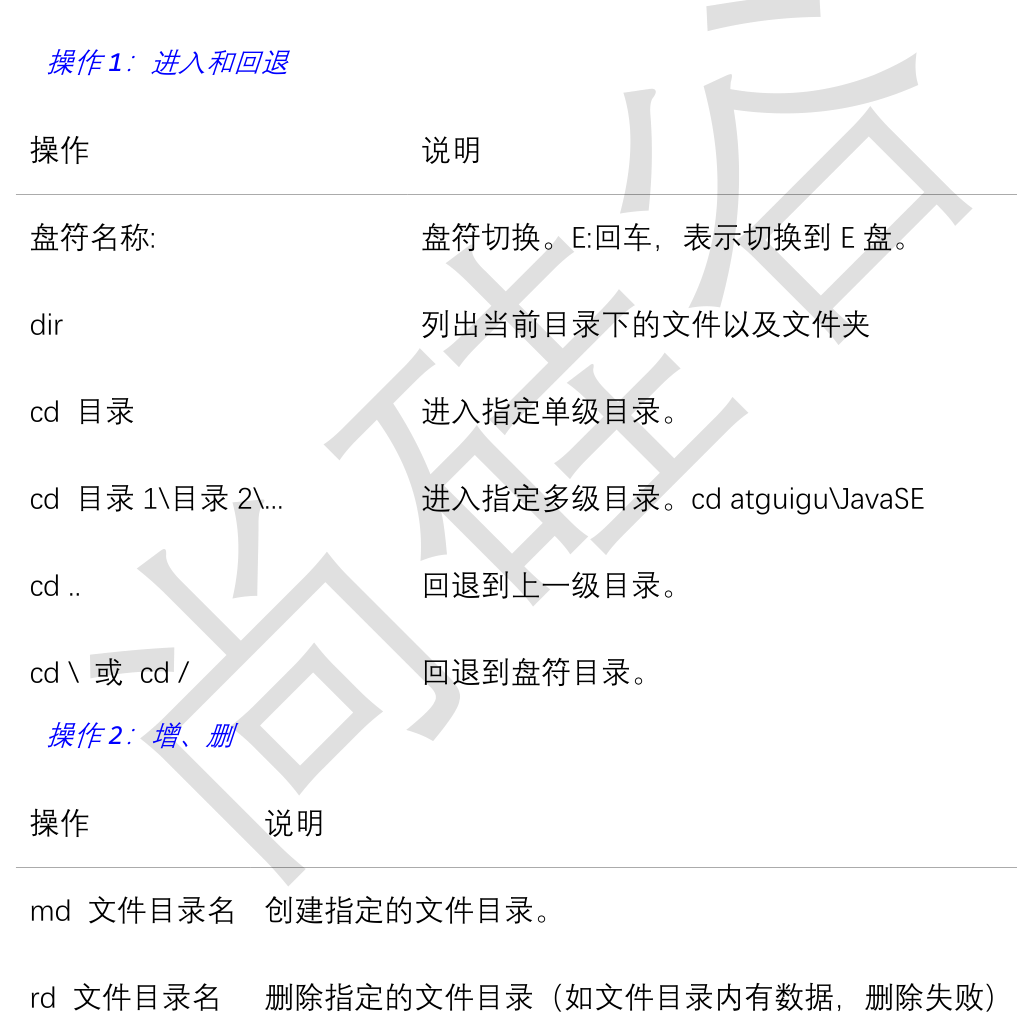 操作1：进入和回退
操作 说明
盘符名称: 盘符切换。E:回车，表示切换到 E 盘。
dir 列出当前目录下的文件以及文件夹
cd 目录 进入指定单级目录。
cd 目录 1\目录 2\... 进入指定多级目录。cd atguigu\JavaSE
cd .. 回退到上一级目录。
cd \ 或 cd / 回退到盘符目录。
操作2：增、删
操作 说明
md 文件目录名 创建指定的文件目录。
rd 文件目录名 删除指定的文件目录（如文件目录内有数据，删除失败）
尚硅谷